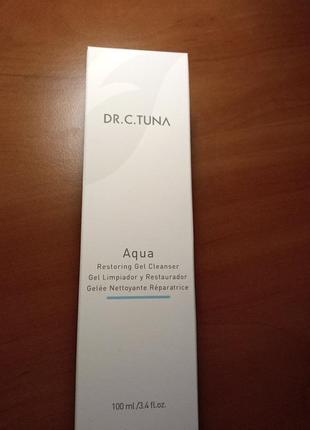 DR.C.TUNA
Aqua
Restoring Gel Cleanser
Gel Limpiador y Restaurador
Gelée Nettoyante Réparatrice
100 ml /3.4 fl.oz.